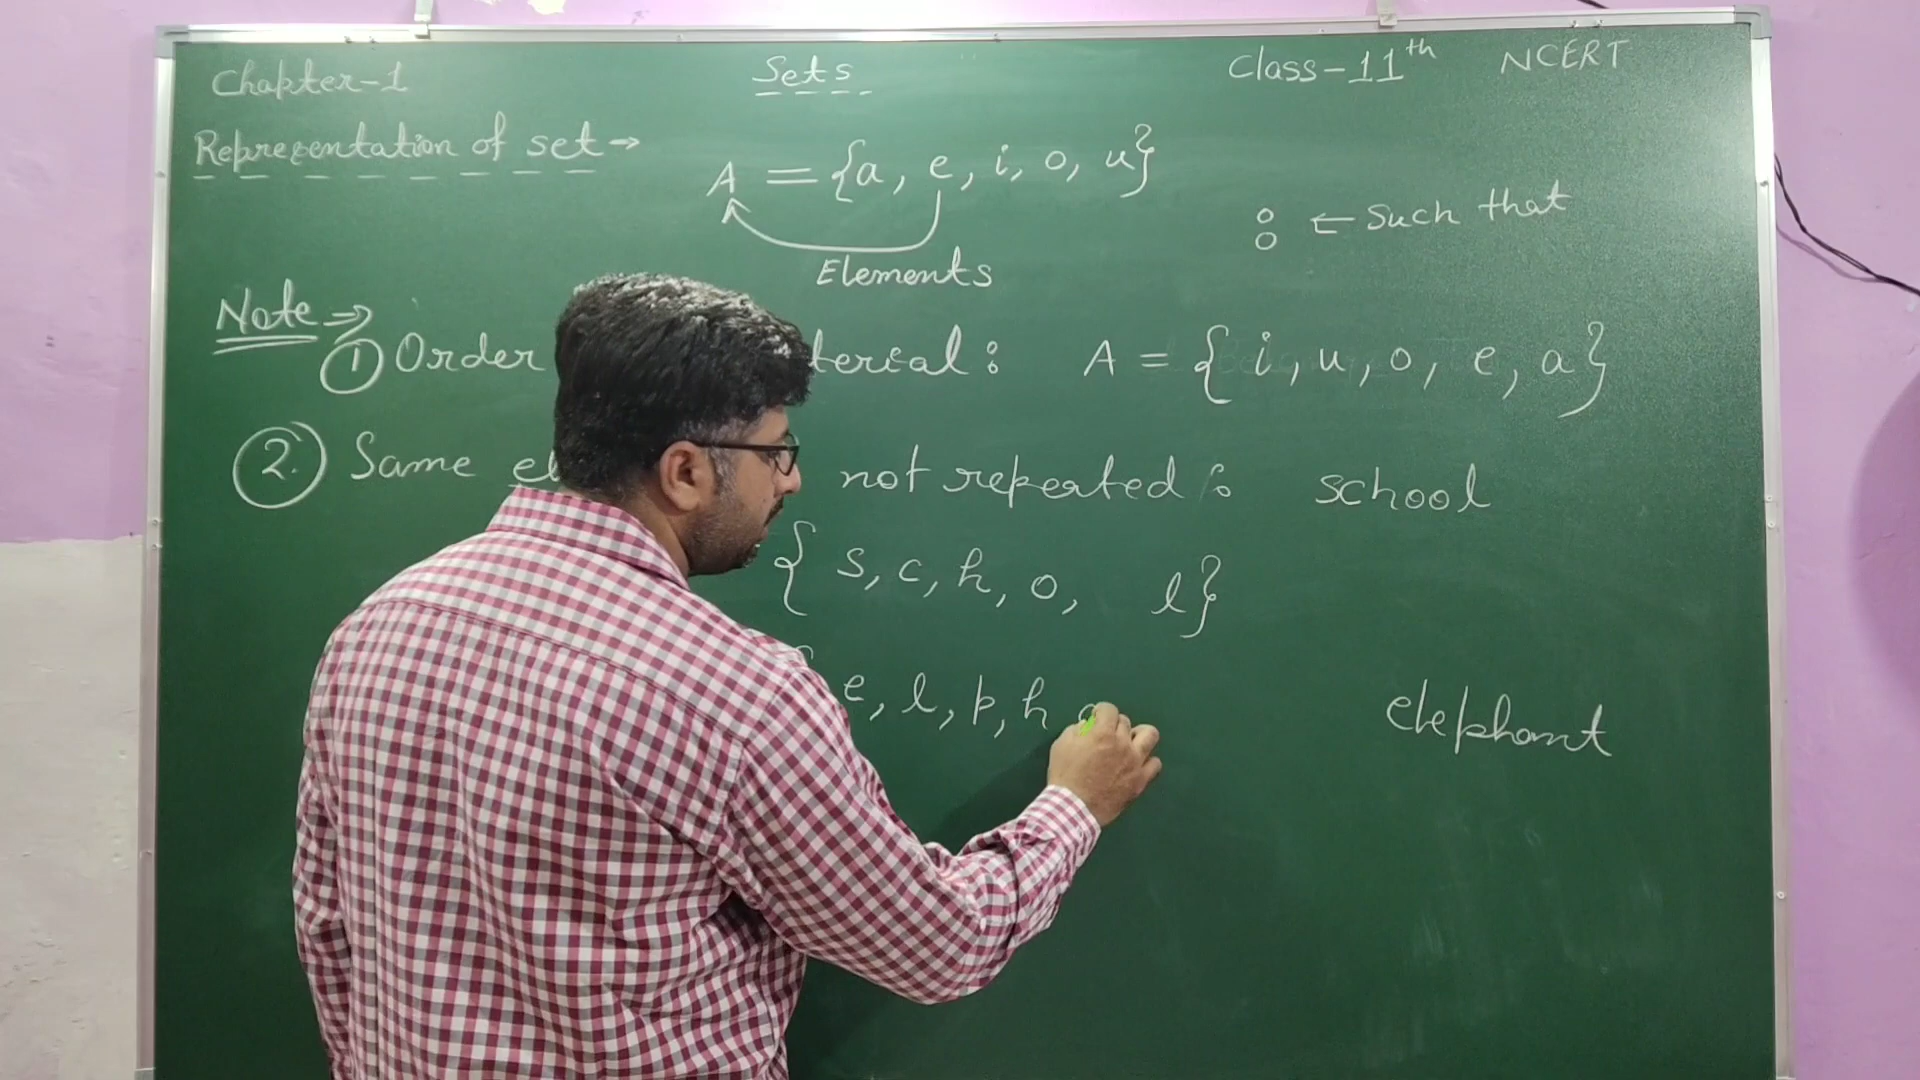 Chapter-1 Sets Class-11th NCERT
Representation of set→
A = {a, e, i, o, u}
: ← Such that
Elements
Note→
① Order terial: A = {i, u, o, e, a}
2. Same el not repeated: school
{ s, c, h, o, l}
{ e, l, p, h elephant